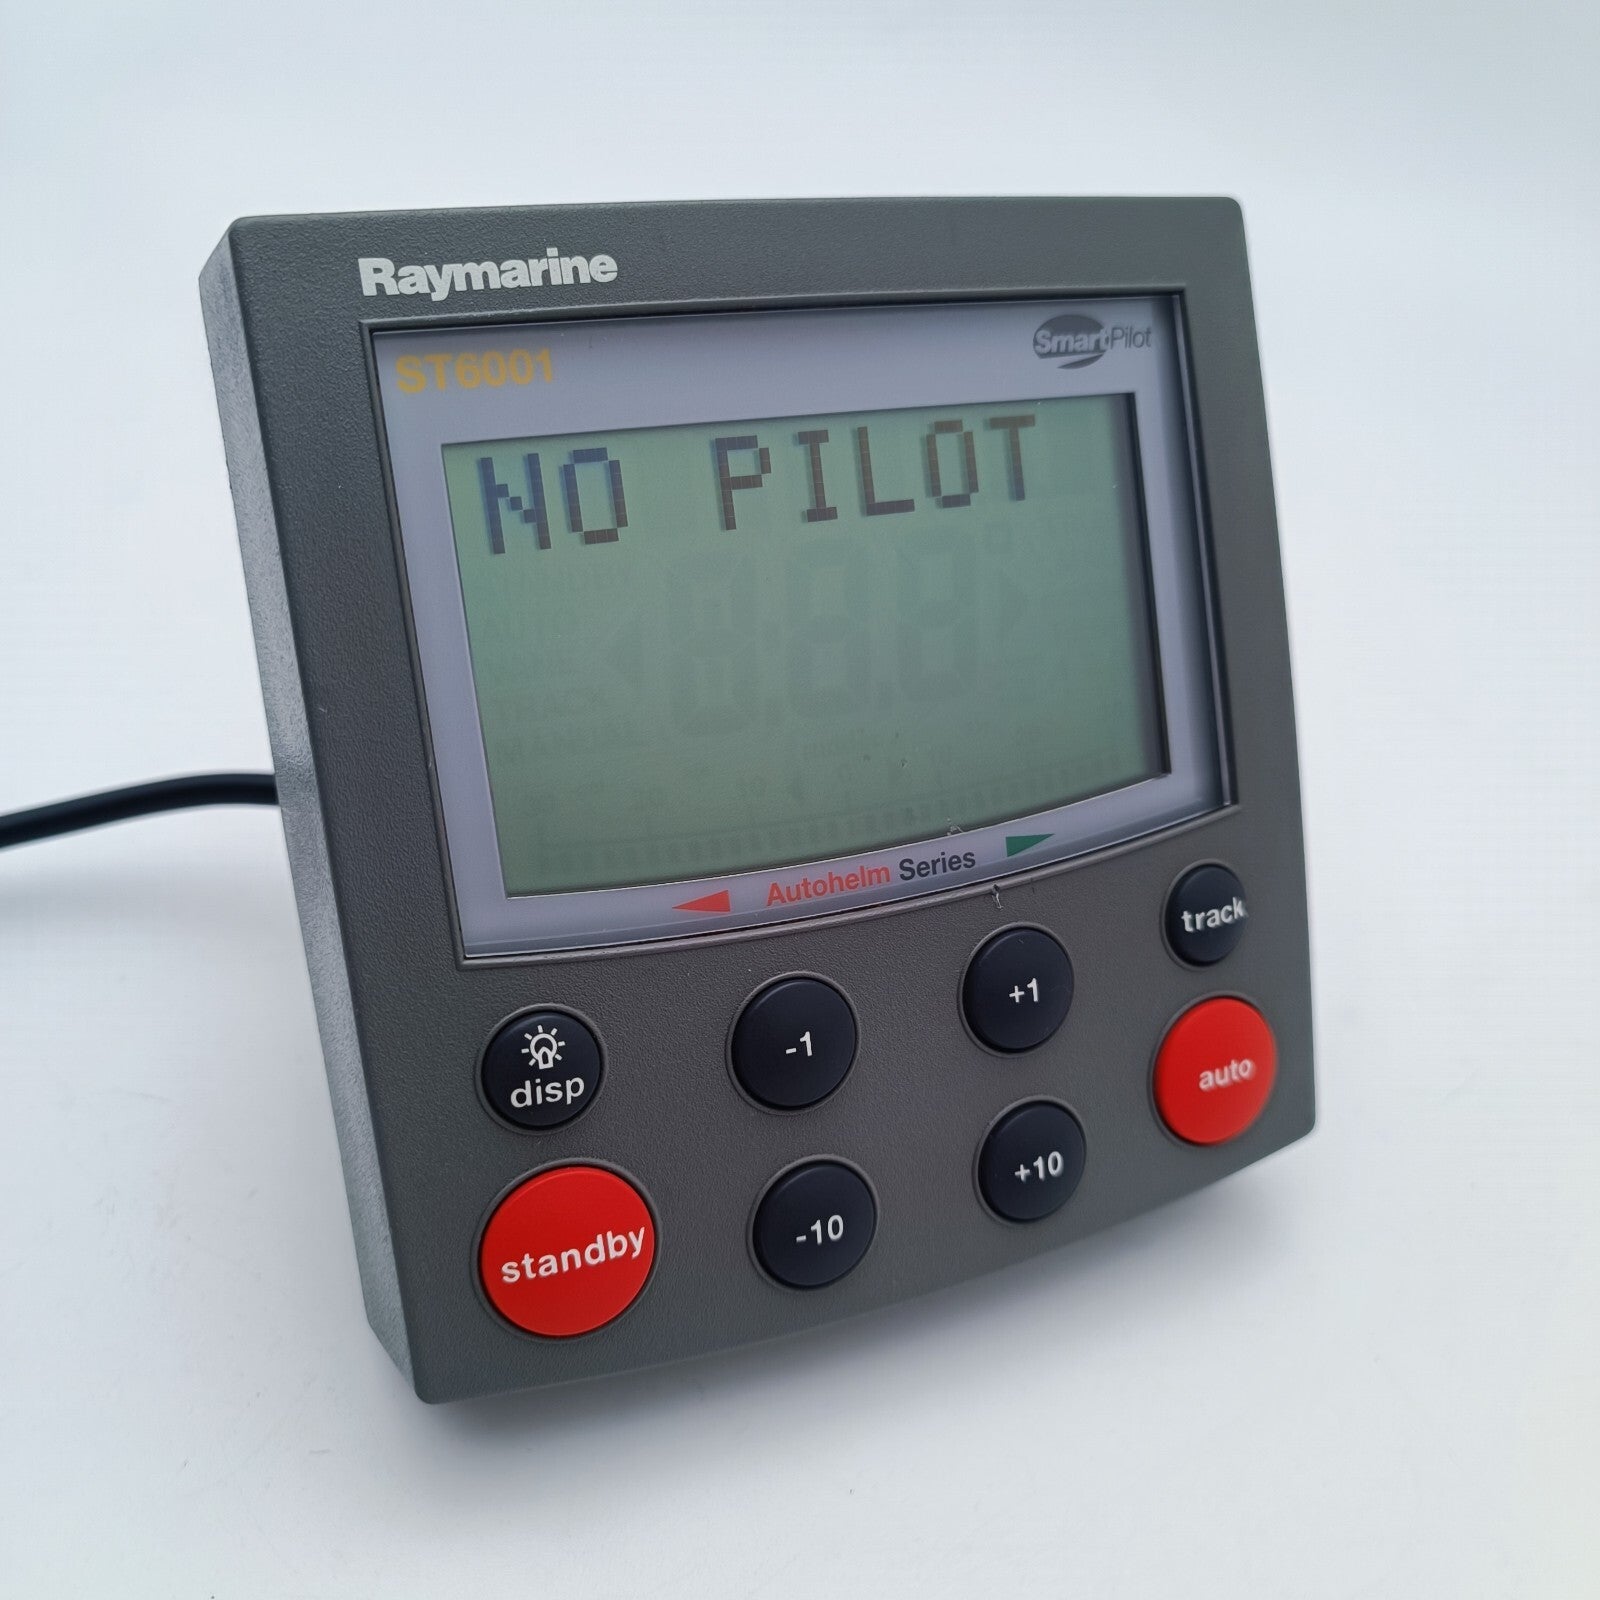 Raymarine
ST6001
SmartPilot
NO PILOT
Autohelm Series
track
disp
-1
+1
auto
standby
-10
+10